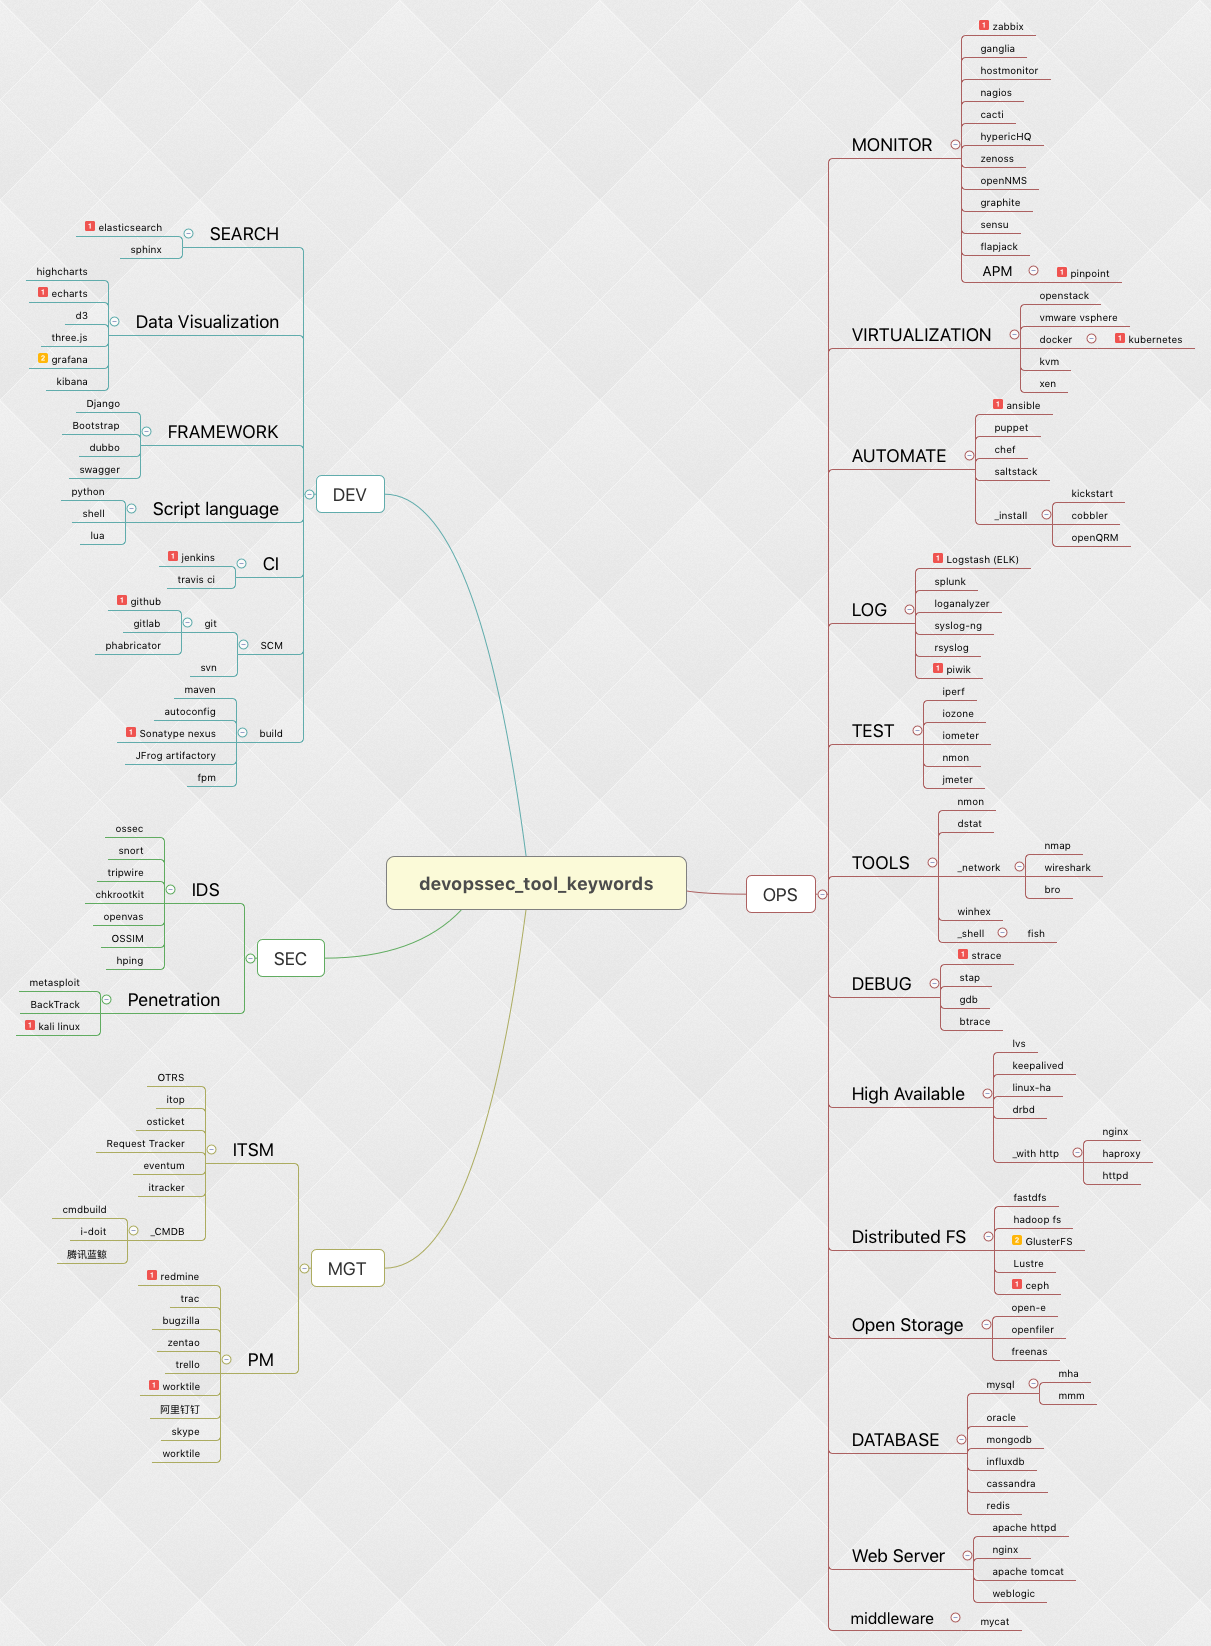 devopssec_tool_keywords
DEV
SEARCH
1 elasticsearch
sphinx
Data Visualization
highcharts
1 echarts
d3
three.js
2 grafana
kibana
FRAMEWORK
Django
Bootstrap
dubbo
swagger
Script language
python
shell
lua
CI
1 jenkins
travis ci
SCM
git
1 github
gitlab
phabricator
svn
build
maven
autoconfig
1 Sonatype nexus
JFrog artifactory
fpm
SEC
IDS
ossec
snort
tripwire
chkrootkit
openvas
OSSIM
hping
Penetration
metasploit
BackTrack
1 kali linux
MGT
ITSM
OTRS
itop
osticket
Request Tracker
eventum
itracker
_CMDB
cmdbuild
i-doit
腾讯蓝鲸
PM
1 redmine
trac
bugzilla
zentao
trello
1 worktile
阿里钉钉
skype
worktile
OPS
MONITOR
1 zabbix
ganglia
hostmonitor
nagios
cacti
hypericHQ
zenoss
openNMS
graphite
sensu
flapjack
APM
1 pinpoint
VIRTUALIZATION
openstack
vmware vsphere
docker
1 kubernetes
kvm
xen
AUTOMATE
1 ansible
puppet
chef
saltstack
_install
kickstart
cobbler
openQRM
LOG
1 Logstash (ELK)
splunk
loganalyzer
syslog-ng
rsyslog
1 piwik
TEST
iperf
iozone
iometer
nmon
jmeter
TOOLS
nmon
dstat
_network
nmap
wireshark
bro
winhex
_shell
fish
DEBUG
1 strace
stap
gdb
btrace
High Available
lvs
keepalived
linux-ha
drbd
_with http
nginx
haproxy
httpd
Distributed FS
fastdfs
hadoop fs
2 GlusterFS
Lustre
1 ceph
Open Storage
open-e
openfiler
freenas
DATABASE
mysql
mha
mmm
oracle
mongodb
influxdb
cassandra
redis
Web Server
apache httpd
nginx
apache tomcat
weblogic
middleware
mycat